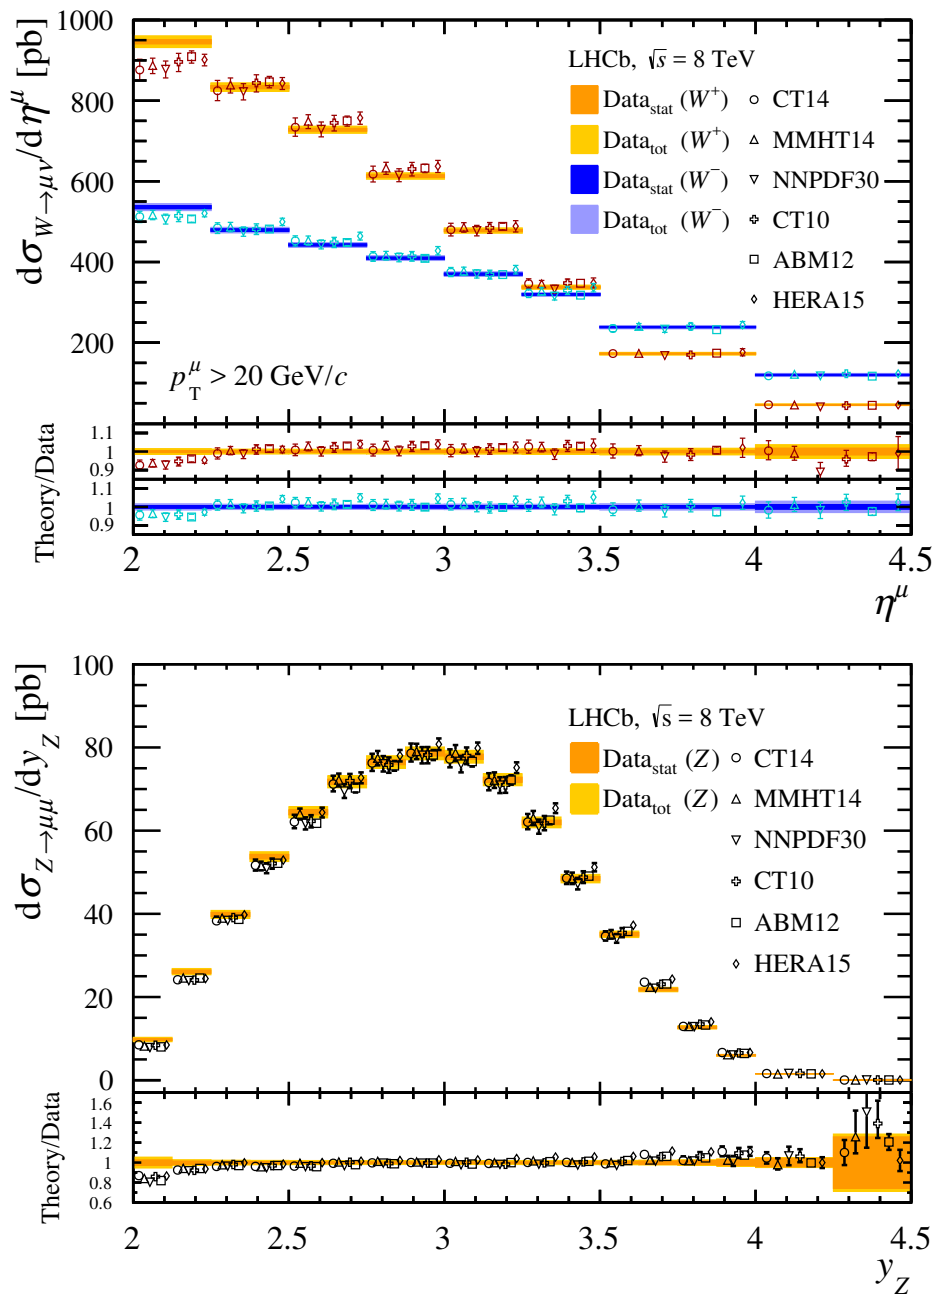 dσ_{W→μν}/dη^μ [pb]
1000
800
600
400
200
LHCb, √s = 8 TeV
Data_stat (W⁺)
Data_tot (W⁺)
Data_stat (W⁻)
Data_tot (W⁻)
CT14
MMHT14
NNPDF30
CT10
ABM12
HERA15
p_T^μ > 20 GeV/c
Theory/Data
1.1
1
0.9
1.1
1
0.9
2 2.5 3 3.5 4 4.5
η^μ
dσ_{Z→μμ}/dy_Z [pb]
100
80
60
40
20
0
LHCb, √s = 8 TeV
Data_stat (Z)
Data_tot (Z)
CT14
MMHT14
NNPDF30
CT10
ABM12
HERA15
Theory/Data
1.6
1.4
1.2
1
0.8
0.6
2 2.5 3 3.5 4 4.5
y_Z